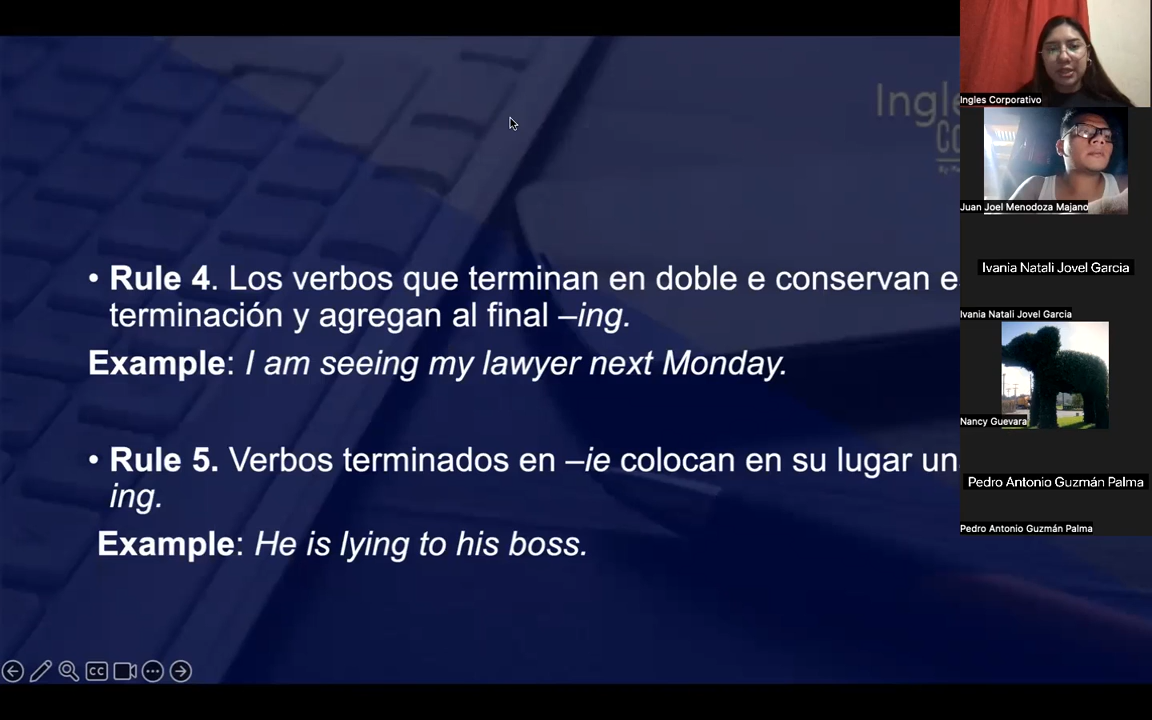 • Rule 4. Los verbos que terminan en doble e conservan
terminación y agregan al final –ing.
Example: I am seeing my lawyer next Monday.
• Rule 5. Verbos terminados en –ie colocan en su lugar
ing.
Example: He is lying to his boss.
CC
Ingles Corporativo
Juan Joel Menodoza Majano
Ivania Natali Jovel Garcia
Ivania Natali Jovel Garcia
Nancy Guevara
Pedro Antonio Guzmán Palma
Pedro Antonio Guzmán Palma